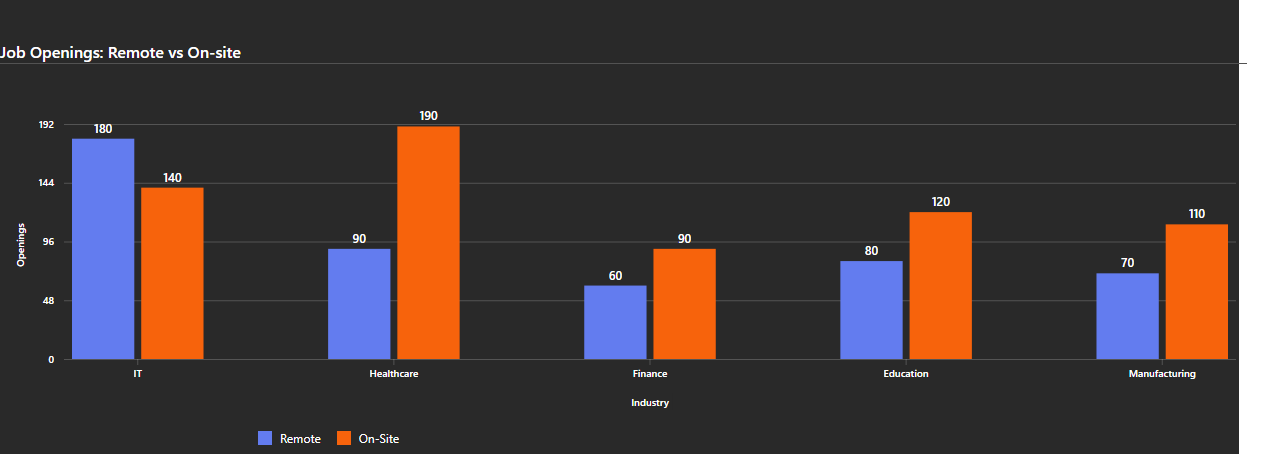 Job Openings: Remote vs On-site
192
144
96
48
0
Openings
180
140
90
190
60
90
80
120
70
110
IT
Healthcare
Finance
Education
Manufacturing
Industry
Remote
On-Site